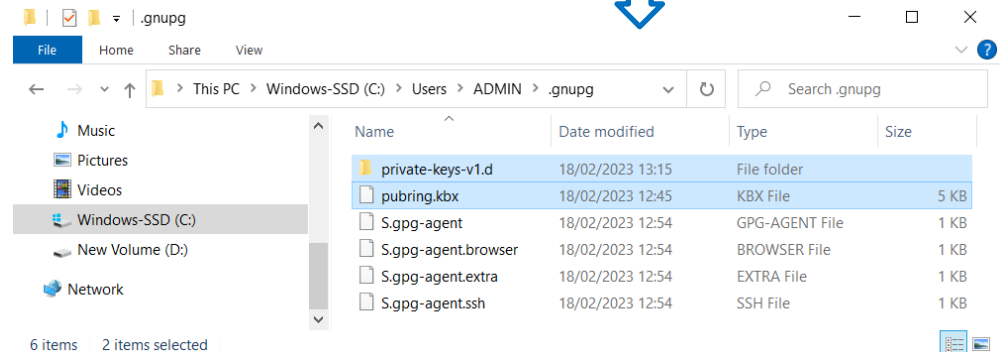 .gnupg
File Home Share View
This PC > Windows-SSD (C:) > Users > ADMIN > .gnupg Search .gnupg
Music Name Date modified Type Size
Pictures private-keys-v1.d 18/02/2023 13:15 File folder
Videos pubring.kbx 18/02/2023 12:45 KBX File 5 KB
Windows-SSD (C:) S.gpg-agent 18/02/2023 12:54 GPG-AGENT File 1 KB
New Volume (D:) S.gpg-agent.browser 18/02/2023 12:54 BROWSER File 1 KB
S.gpg-agent.extra 18/02/2023 12:54 EXTRA File 1 KB
Network S.gpg-agent.ssh 18/02/2023 12:54 SSH File 1 KB
6 items 2 items selected